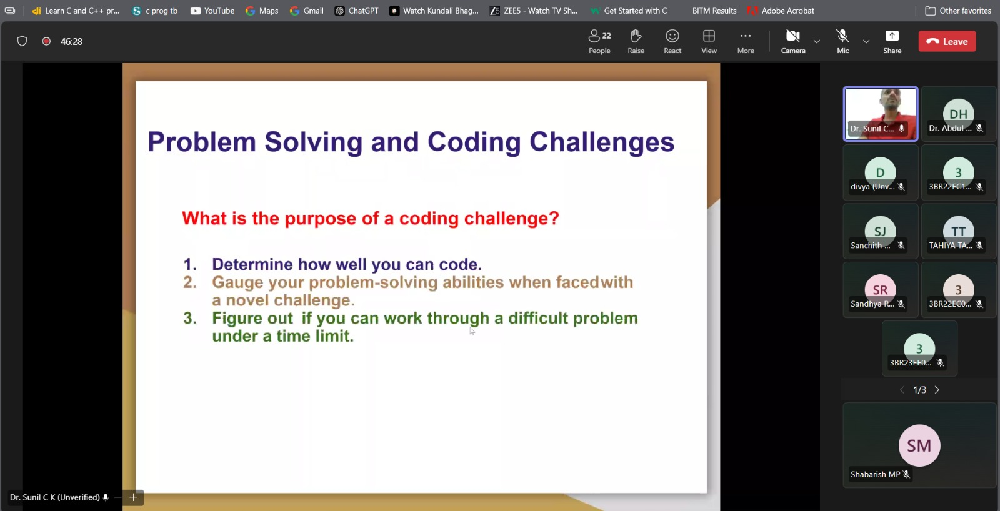 Learn C and C++ pr...
c prog tb
YouTube
Maps
Gmail
ChatGPT
Watch Kundali Bhag...
Z5 ZEE5 - Watch TV Sh...
Get Started with C
BITM Results
Adobe Acrobat
Other favorites
46:28
22
People
Raise
React
View
More
Camera
Mic
Share
Leave
Problem Solving and Coding Challenges
What is the purpose of a coding challenge?
1. Determine how well you can code.
2. Gauge your problem-solving abilities when facedwith
a novel challenge.
3. Figure out if you can work through a difficult problem
under a time limit.
Dr. Sunil C K (Unverified)
Dr. Sunil C...
DH
Dr. Abdul ...
D
divya (Unv...
3
3BR22EC1...
SJ
Sanchith ...
TT
TAHIYA TA...
SR
Sandhya R...
3
3BR22EC0...
3
3BR23EE0...
1/3
SM
Shabarish MP